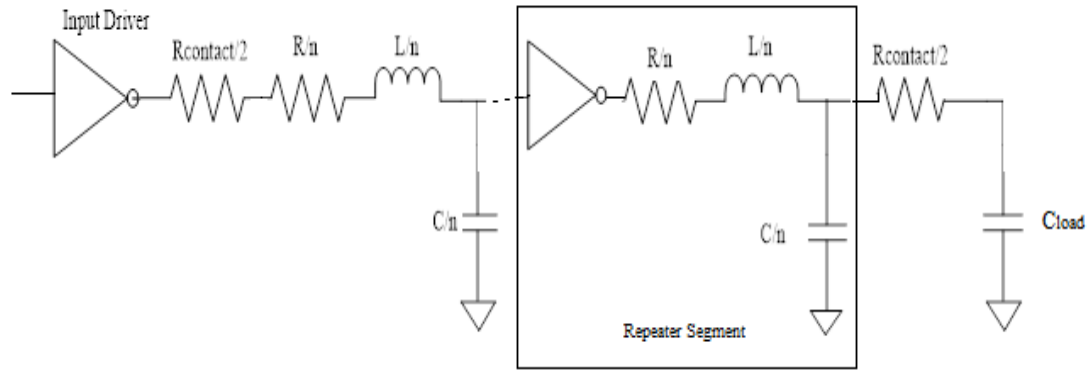 Input Driver
Rcontact/2
R/n
L/n
C/n
R/n
L/n
C/n
Repeater Segment
Rcontact/2
Cload